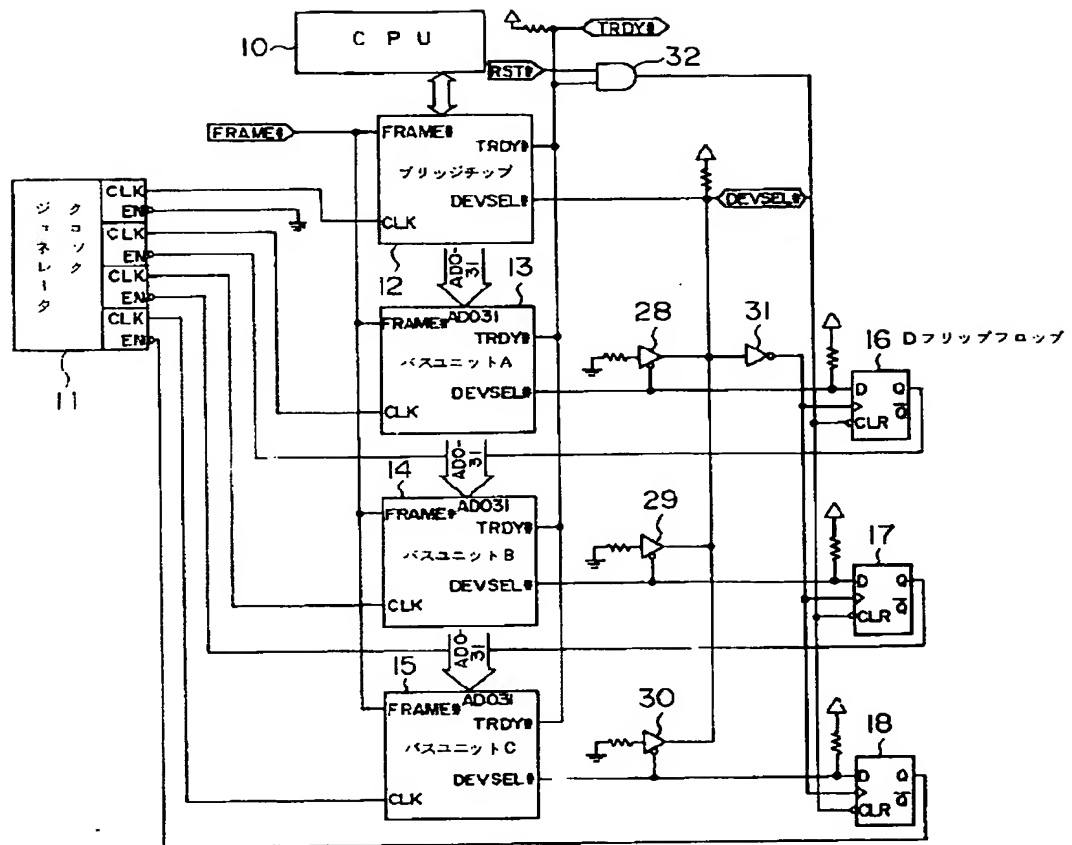 10
C P U
TRDY#
RST#
32
FRAME#
FRAME#
TRDY#
ブリッジチップ
DEVSEL#
DEVSEL#
CLK
12
クロック
ジェネレータ
CLK
EN
CLK
EN
CLK
EN
CLK
EN
11
AD0-
31
13
AD031
FRAME#
TRDY#
バスユニットA
DEVSEL#
CLK
28
31
16 Dフリップフロップ
D Q
Q
CLR
AD0-
31
14
AD031
FRAME#
TRDY#
バスユニットB
DEVSEL#
CLK
29
17
D Q
Q
CLR
AD0-
31
15
AD031
FRAME#
TRDY#
バスユニットC
DEVSEL#
CLK
30
18
D Q
Q
CLR